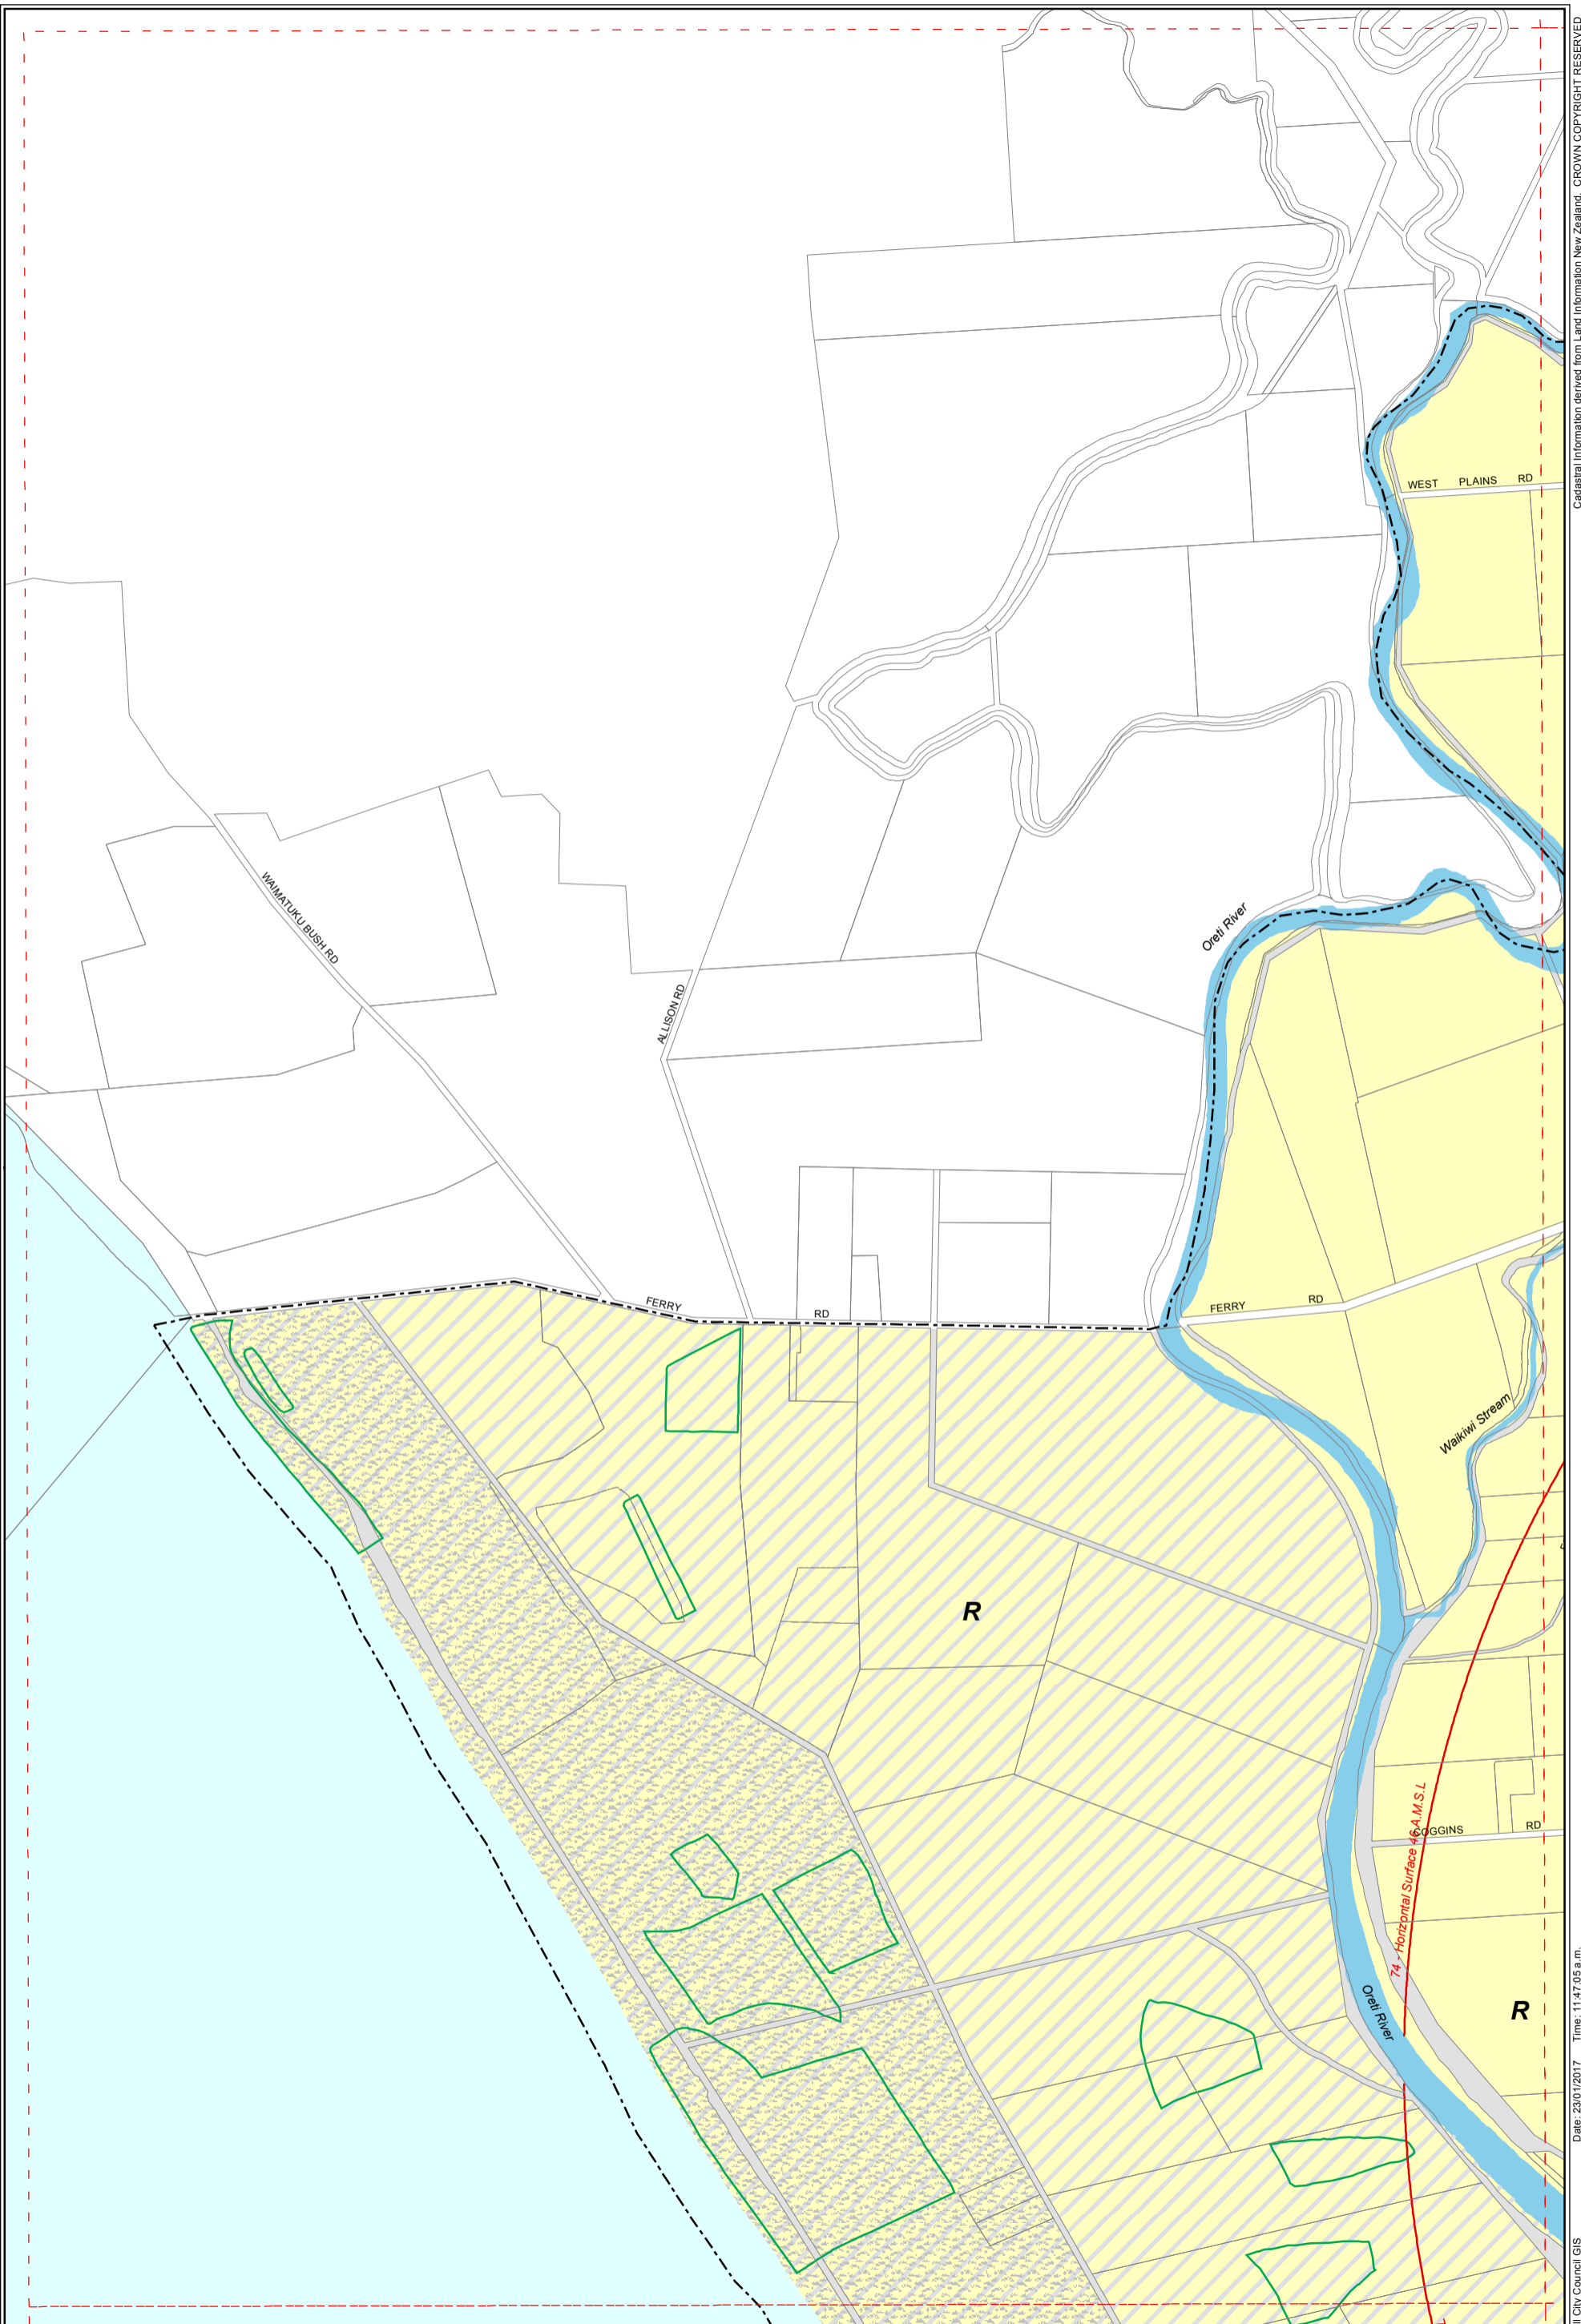 Cadastral Information derived from Land Information New Zealand. CROWN COPYRIGHT RESERVED
WEST PLAINS RD
WAIMATUKU BUSH RD
Oreti River
ALLISON RD
FERRY RD
FERRY RD
Waikiwi Stream
R
74 - Horizontal Surface 46 A.M.S.L
COGGINS RD
Oreti River
R
Date: 23/01/2017 Time: 11:47:05 a.m.
City Council GIS